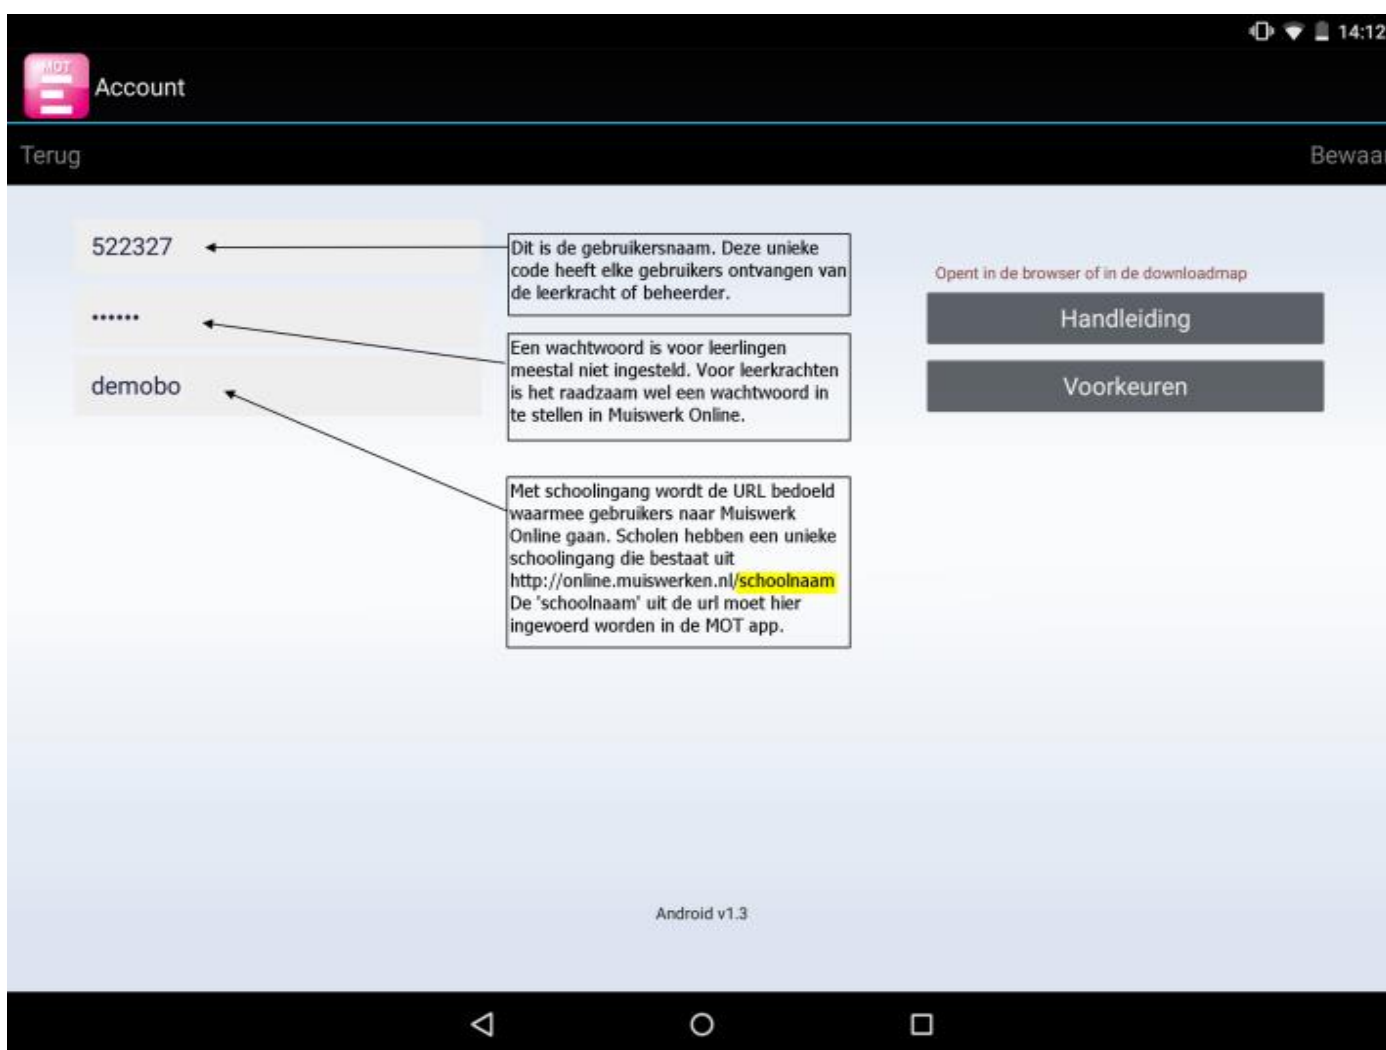 14:12
MOT
Account
Terug
Bewaar
522327
Dit is de gebruikersnaam. Deze unieke
code heeft elke gebruikers ontvangen van
de leerkracht of beheerder.
••••••
Een wachtwoord is voor leerlingen
meestal niet ingesteld. Voor leerkrachten
is het raadzaam wel een wachtwoord in
te stellen in Muiswerk Online.
demobo
Met schoolingang wordt de URL bedoeld
waarmee gebruikers naar Muiswerk
Online gaan. Scholen hebben een unieke
schoolingang die bestaat uit
http://online.muiswerken.nl/schoolnaam
De 'schoolnaam' uit de url moet hier
ingevoerd worden in de MOT app.
Opent in de browser of in de downloadmap
Handleiding
Voorkeuren
Android v1.3